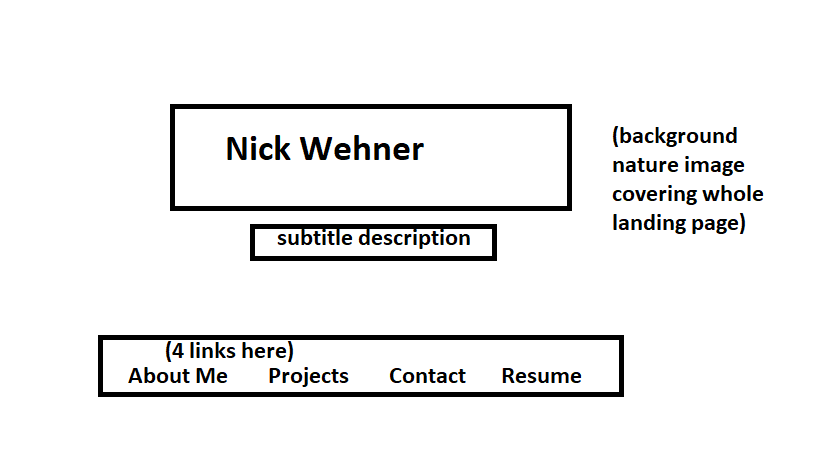 Nick Wehner
(background
nature image
covering whole
landing page)
subtitle description
(4 links here)
About Me Projects Contact Resume